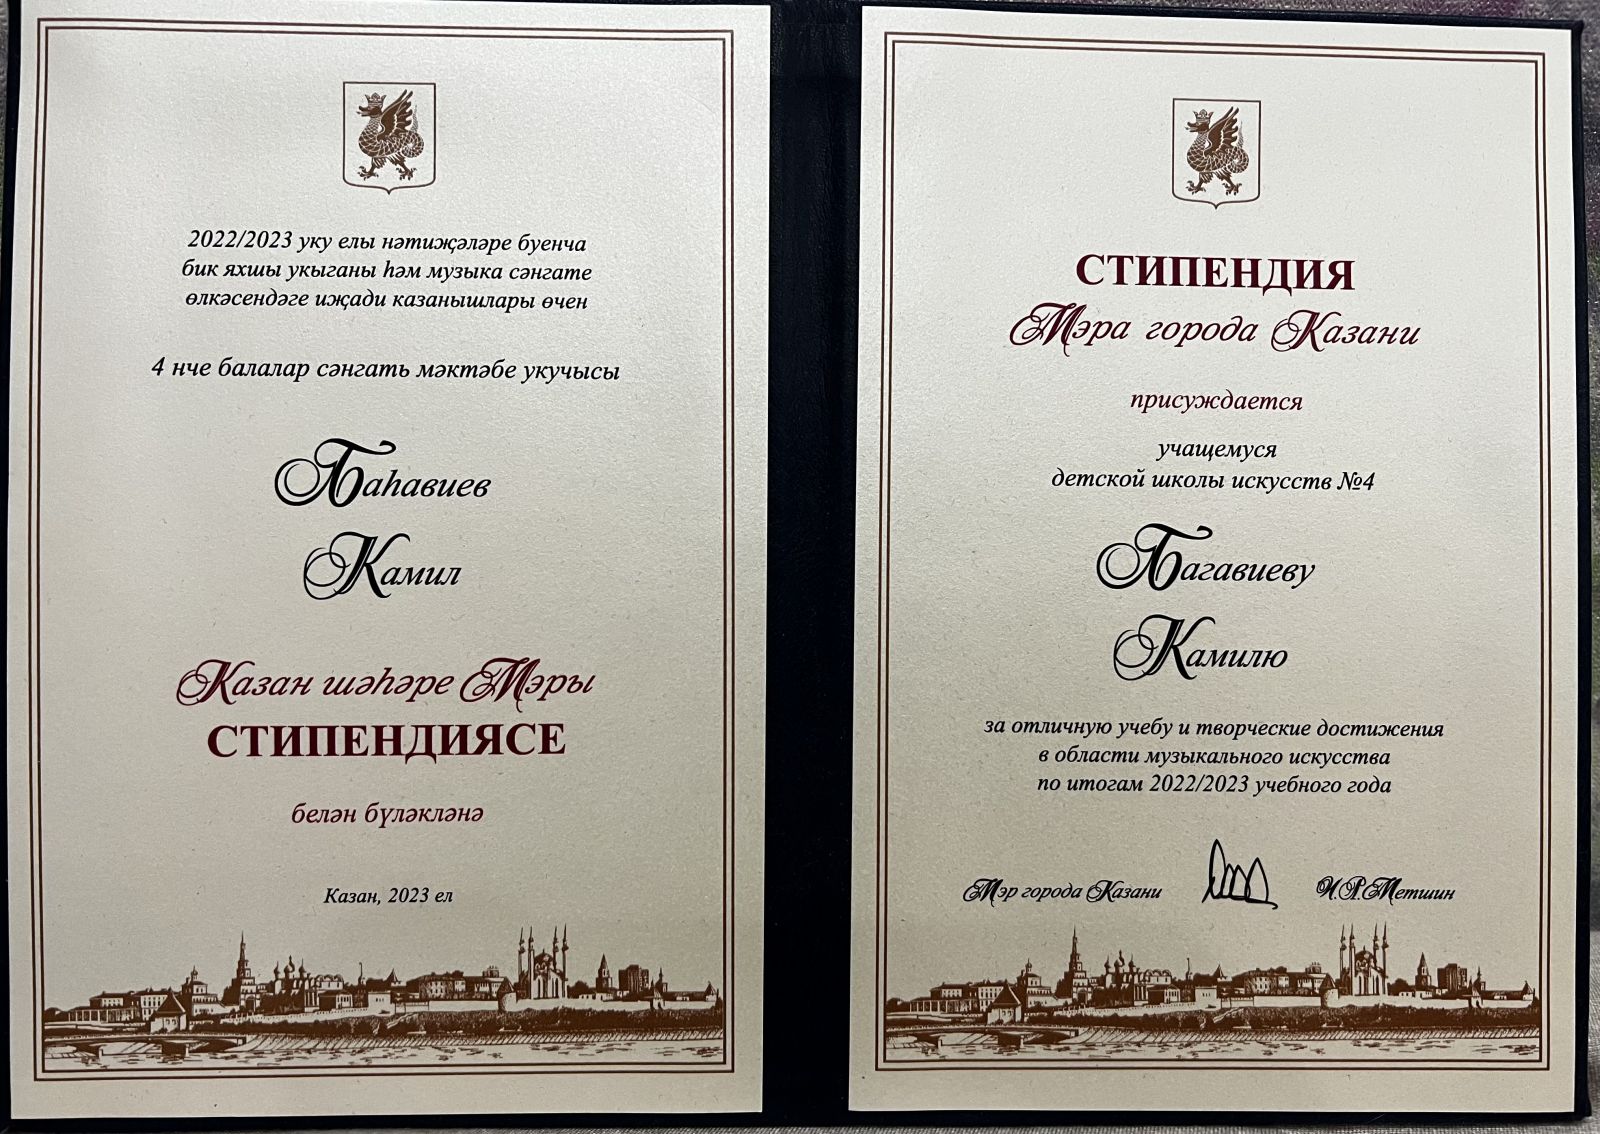 2022/2023 уку елы нәтиҗәләре буенча
бик яхшы укыганы һәм музыка сәнгате
өлкәсендәге иҗади казанышлары өчен
4 нче балалар сәнгать мәктәбе укучысы
Баһавиев
Камил
Казан шәһәре Мэры
СТИПЕНДИЯСЕ
белән бүләкләнә
Казан, 2023 ел
СТИПЕНДИЯ
Мэра города Казани
присуждается
учащемуся
детской школы искусств №4
Багавиеву
Камилю
за отличную учебу и творческие достижения
в области музыкального искусства
по итогам 2022/2023 учебного года
Мэр города Казани И.Р.Метшин